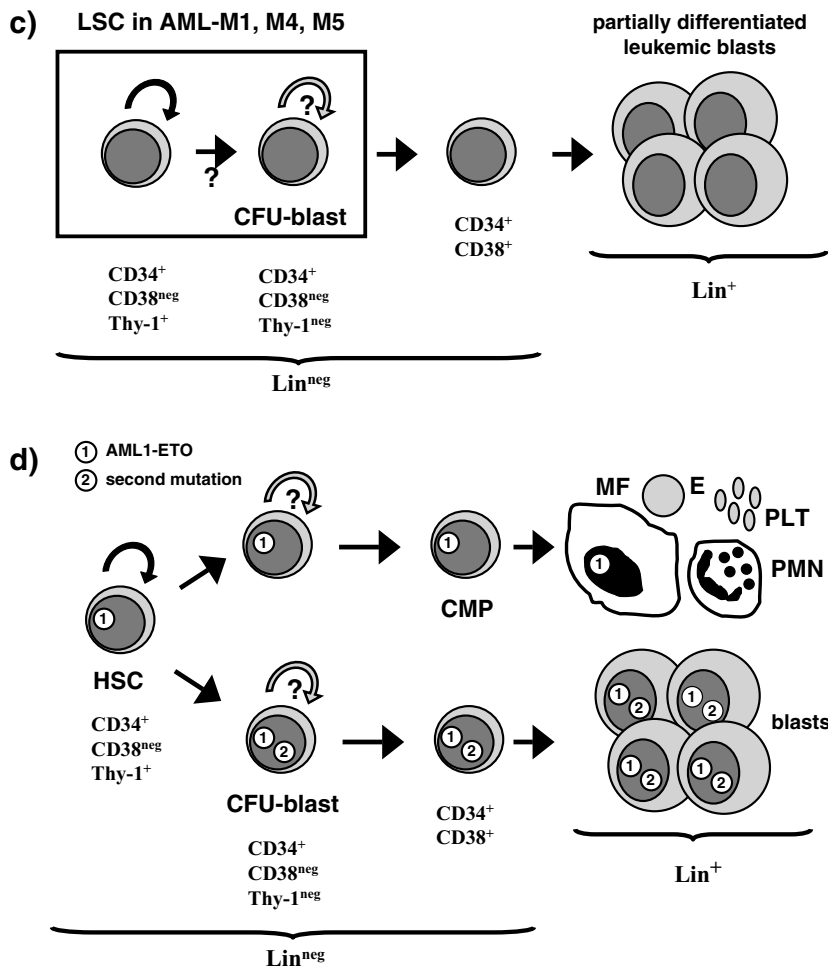 c)
LSC in AML-M1, M4, M5
partially differentiated
leukemic blasts
?
?
CFU-blast
CD34⁺
CD38ⁿᵉᵍ
Thy-1⁺
CD34⁺
CD38ⁿᵉᵍ
Thy-1ⁿᵉᵍ
CD34⁺
CD38⁺
Lin⁺
Linⁿᵉᵍ
d)
1 AML1-ETO
2 second mutation
?
1
1
CMP
MF
E
PLT
PMN
1
1
HSC
CD34⁺
CD38ⁿᵉᵍ
Thy-1⁺
?
1 2
CFU-blast
CD34⁺
CD38ⁿᵉᵍ
Thy-1ⁿᵉᵍ
1 2
CD34⁺
CD38⁺
1 2
1 2
1 2
1 2
blasts
Lin⁺
Linⁿᵉᵍ